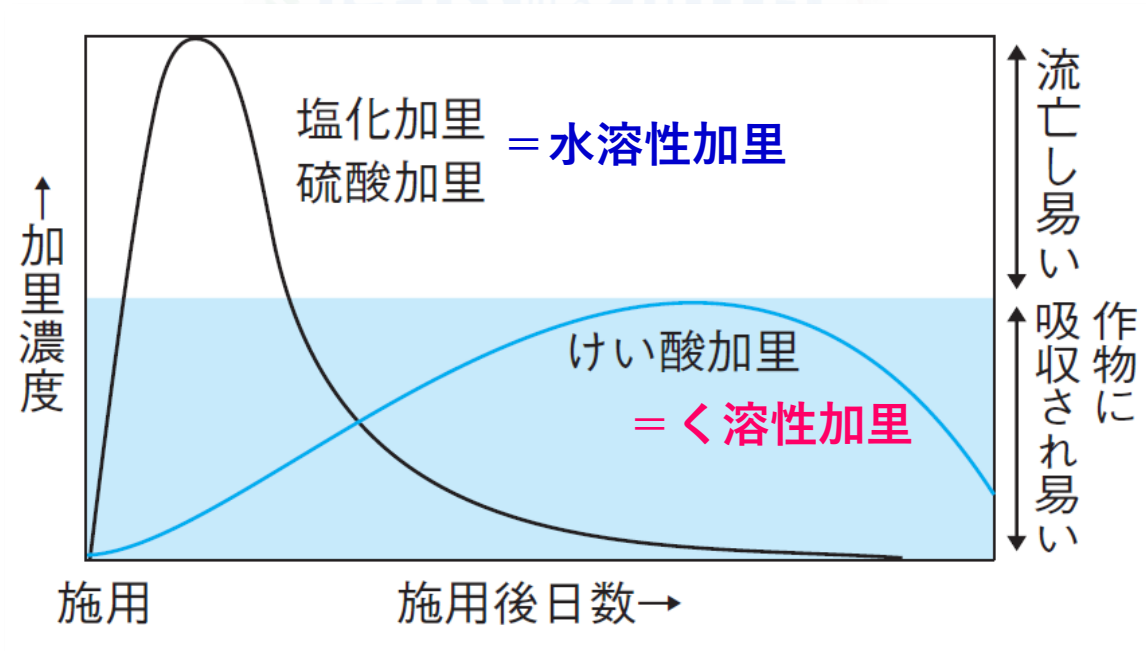 塩化加里
硫酸加里
＝水溶性加里
けい酸加里
＝く溶性加里
←加里濃度
流亡し易い
作物に
吸収され易い
施用
施用後日数→